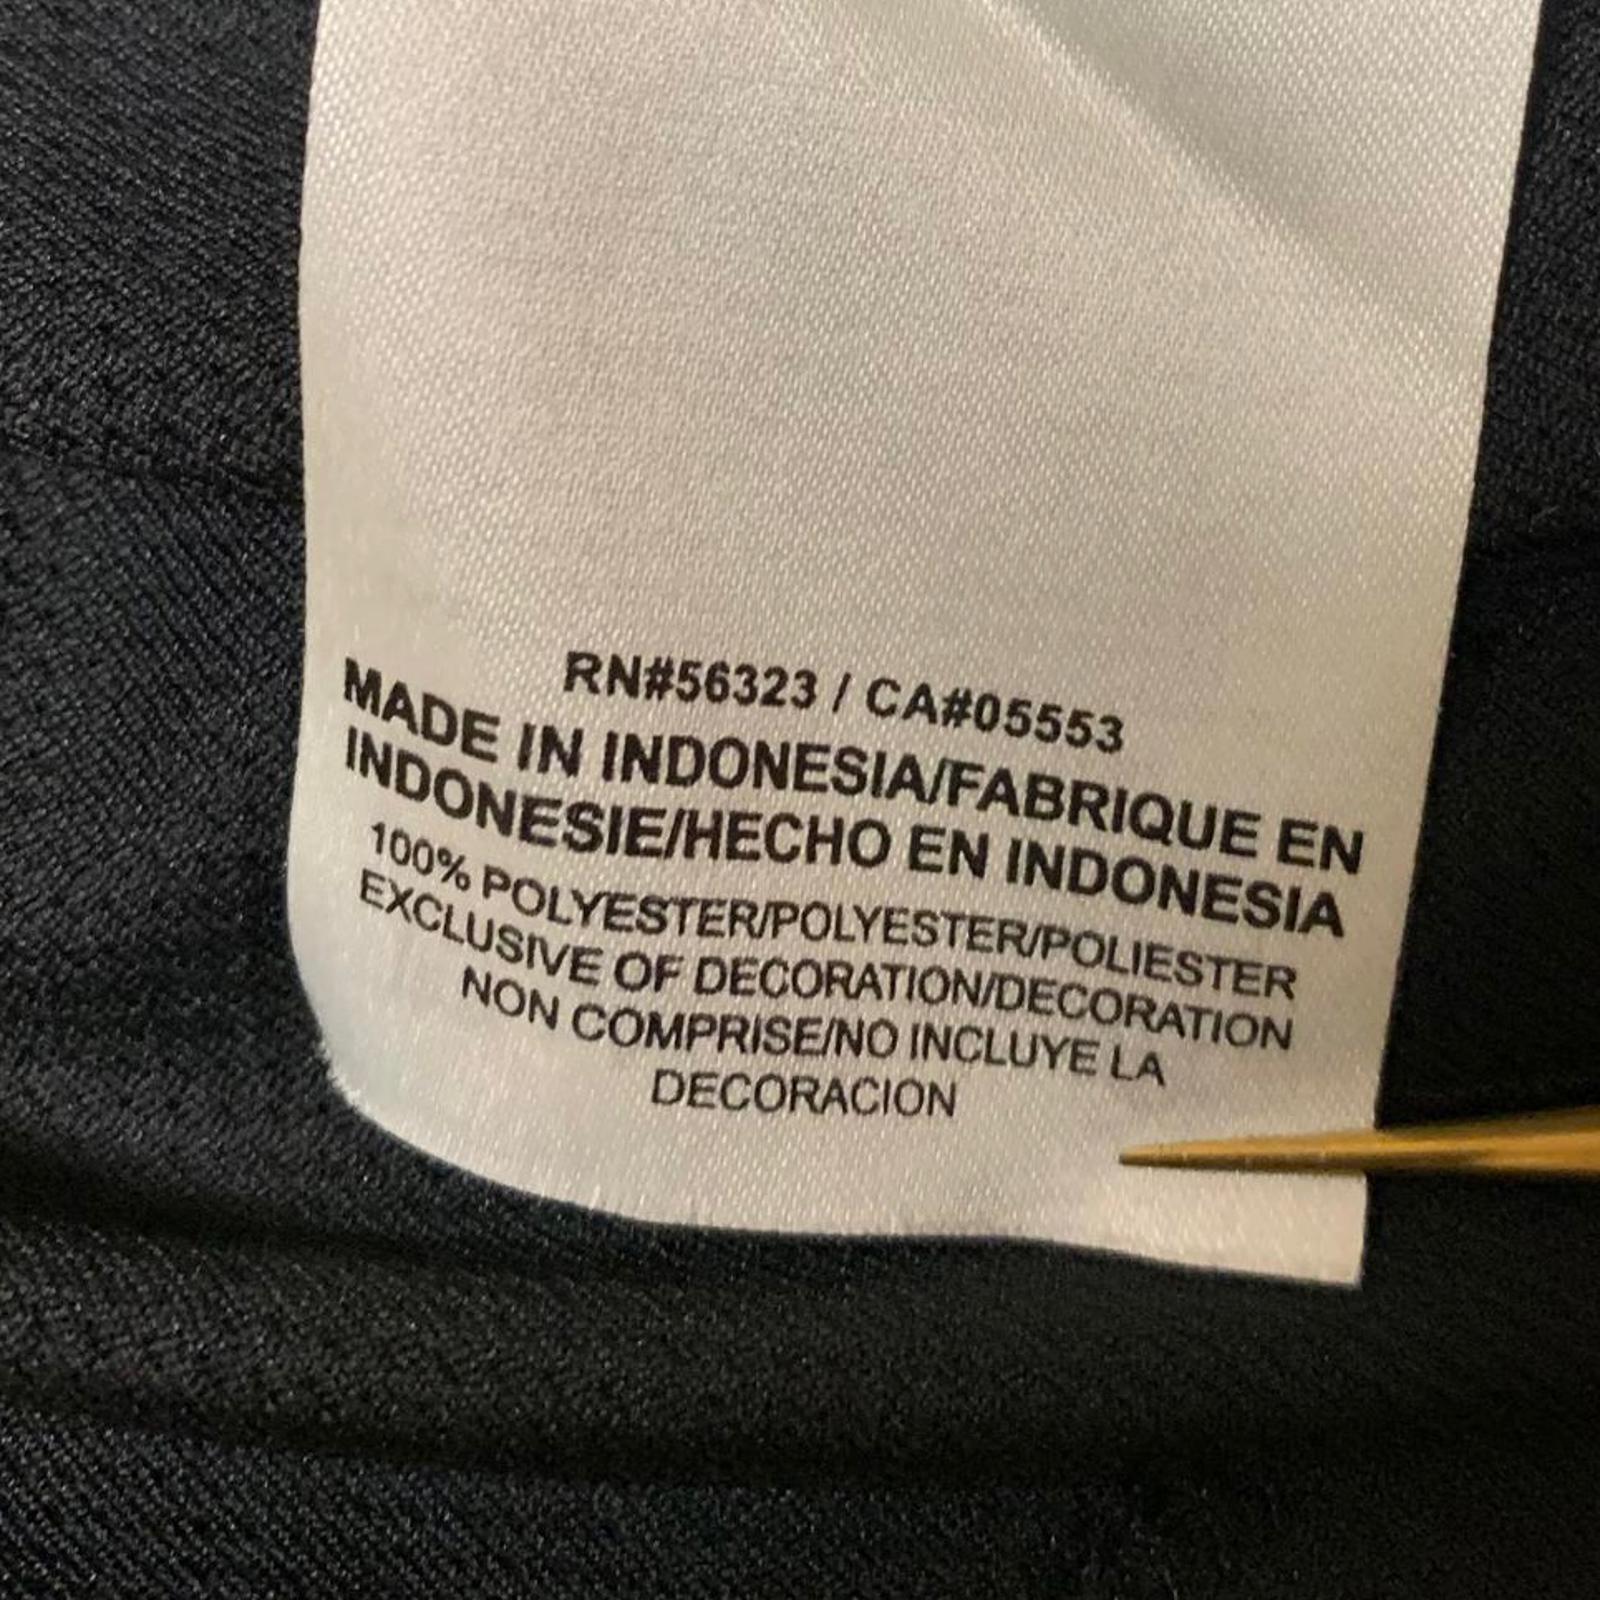 RN#56323 / CA#05553
MADE IN INDONESIA/FABRIQUE EN
INDONESIE/HECHO EN INDONESIA
100% POLYESTER/POLYESTER/POLIESTER
EXCLUSIVE OF DECORATION/DECORATION
NON COMPRISE/NO INCLUYE LA
DECORACION